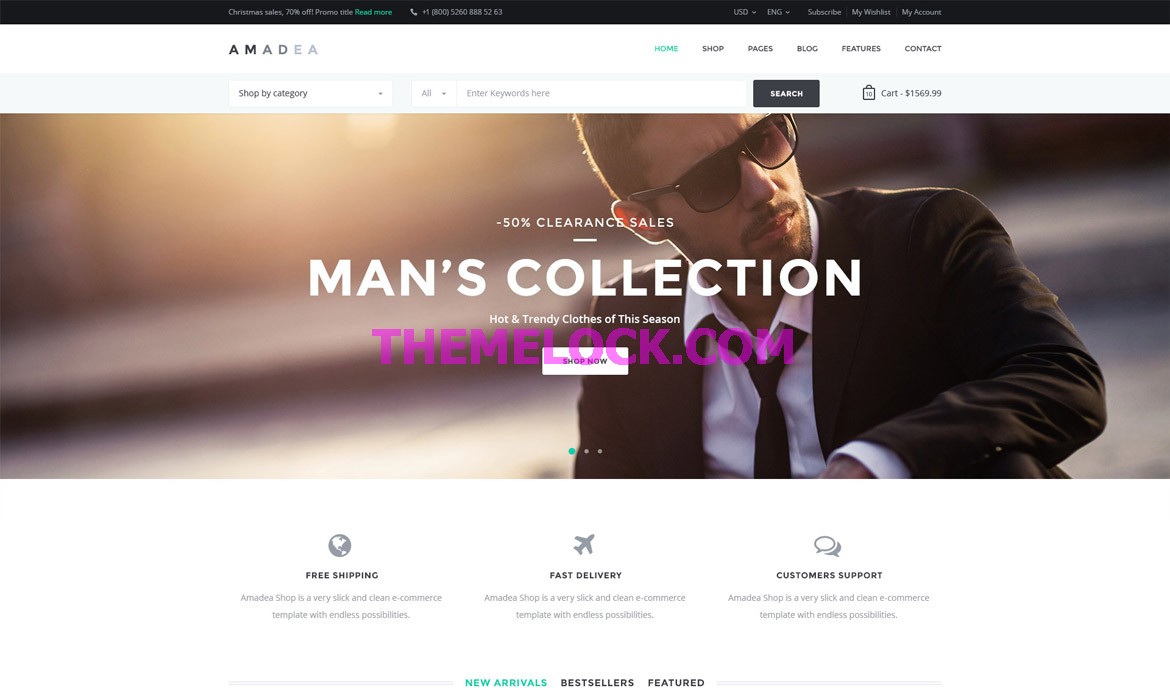 Christmas sales, 70% off! Promo title Read more +1 (800) 5260 888 52 63 USD ENG Subscribe My Wishlist My Account
AMADEA HOME SHOP PAGES BLOG FEATURES CONTACT
Shop by category All Enter Keywords here SEARCH 10 Cart - $1569.99
-50% CLEARANCE SALES
MAN'S COLLECTION
Hot & Trendy Clothes of This Season
THEMELOCK.COM
SHOP NOW
FREE SHIPPING FAST DELIVERY CUSTOMERS SUPPORT
Amadea Shop is a very slick and clean e-commerce Amadea Shop is a very slick and clean e-commerce Amadea Shop is a very slick and clean e-commerce
template with endless possibilities. template with endless possibilities. template with endless possibilities.
NEW ARRIVALS BESTSELLERS FEATURED